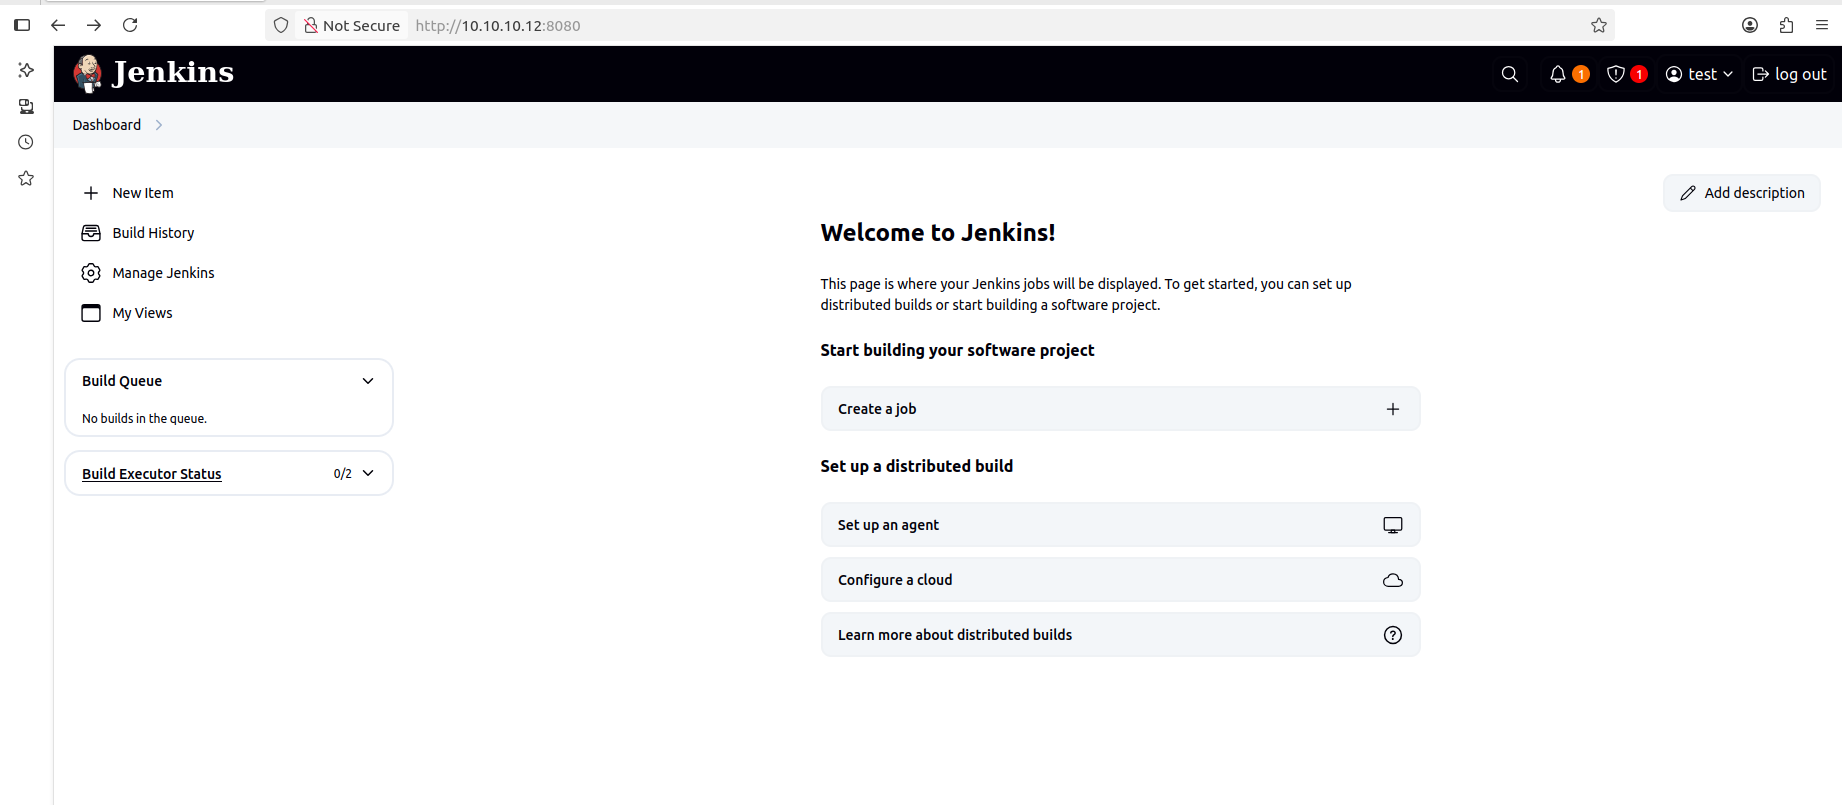 Not Secure http://10.10.10.12:8080
Jenkins
1
1
test
log out
Dashboard
New Item
Build History
Manage Jenkins
My Views
Build Queue
No builds in the queue.
Build Executor Status 0/2
Add description
Welcome to Jenkins!
This page is where your Jenkins jobs will be displayed. To get started, you can set up
distributed builds or start building a software project.
Start building your software project
Create a job
Set up a distributed build
Set up an agent
Configure a cloud
Learn more about distributed builds